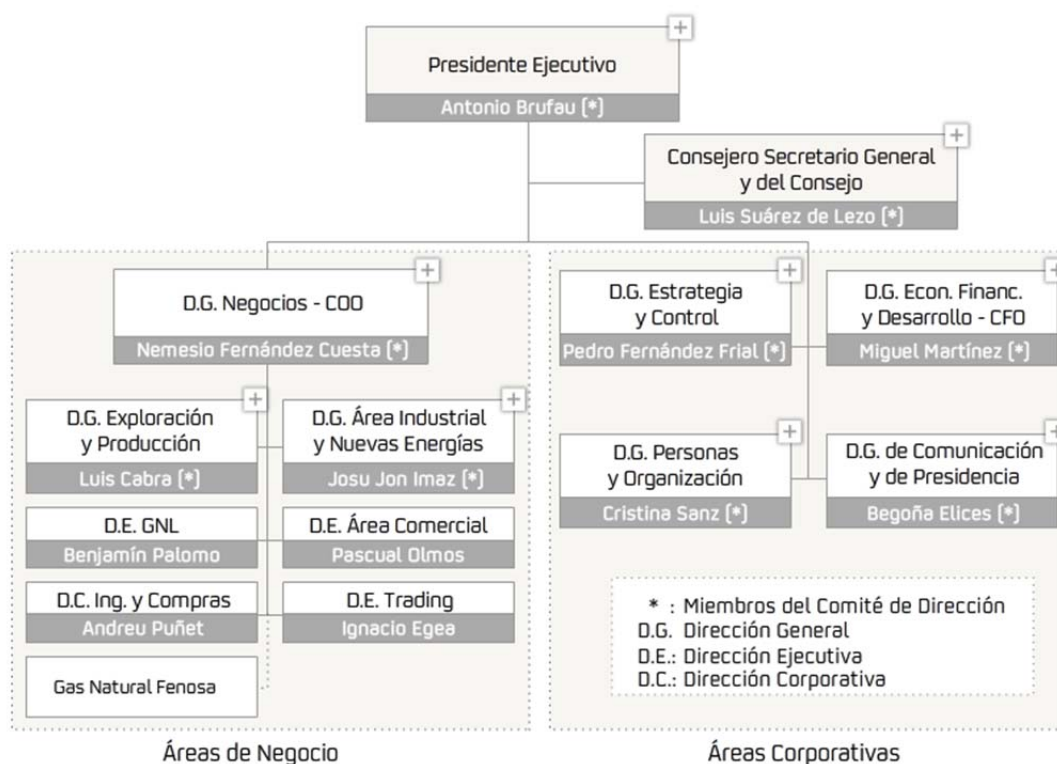 Presidente Ejecutivo
Antonio Brufau (*)
Consejero Secretario General
y del Consejo
Luis Suárez de Lezo (*)
D.G. Negocios - COO
Nemesio Fernández Cuesta (*)
D.G. Exploración
y Producción
Luis Cabra (*)
D.G. Área Industrial
y Nuevas Energías
Josu Jon Imaz (*)
D.E. GNL
Benjamín Palomo
D.E. Área Comercial
Pascual Olmos
D.C. Ing. y Compras
Andreu Puñet
D.E. Trading
Ignacio Egea
Gas Natural Fenosa
Áreas de Negocio
D.G. Estrategia
y Control
Pedro Fernández Frial (*)
D.G. Econ. Financ.
y Desarrollo - CFO
Miguel Martínez (*)
D.G. Personas
y Organización
Cristina Sanz (*)
D.G. de Comunicación
y de Presidencia
Begoña Elices (*)
* : Miembros del Comité de Dirección
D.G. Dirección General
D.E.: Dirección Ejecutiva
D.C.: Dirección Corporativa
Áreas Corporativas